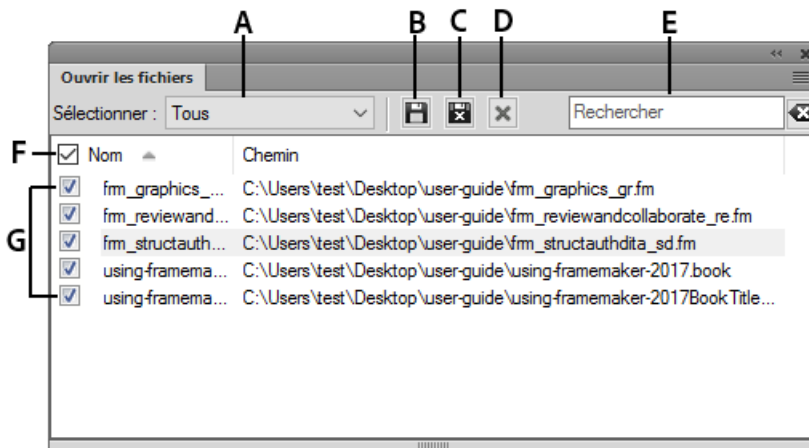 A B C D E
Ouvrir les fichiers
Sélectionner : Tous Rechercher
F Nom Chemin
frm_graphics_... C:\Users\test\Desktop\user-guide\frm_graphics_gr.fm
frm_reviewand... C:\Users\test\Desktop\user-guide\frm_reviewandcollaborate_re.fm
G frm_structauth... C:\Users\test\Desktop\user-guide\frm_structauthdita_sd.fm
using-framema... C:\Users\test\Desktop\user-guide\using-framemaker-2017.book
using-framema... C:\Users\test\Desktop\user-guide\using-framemaker-2017BookTitle...